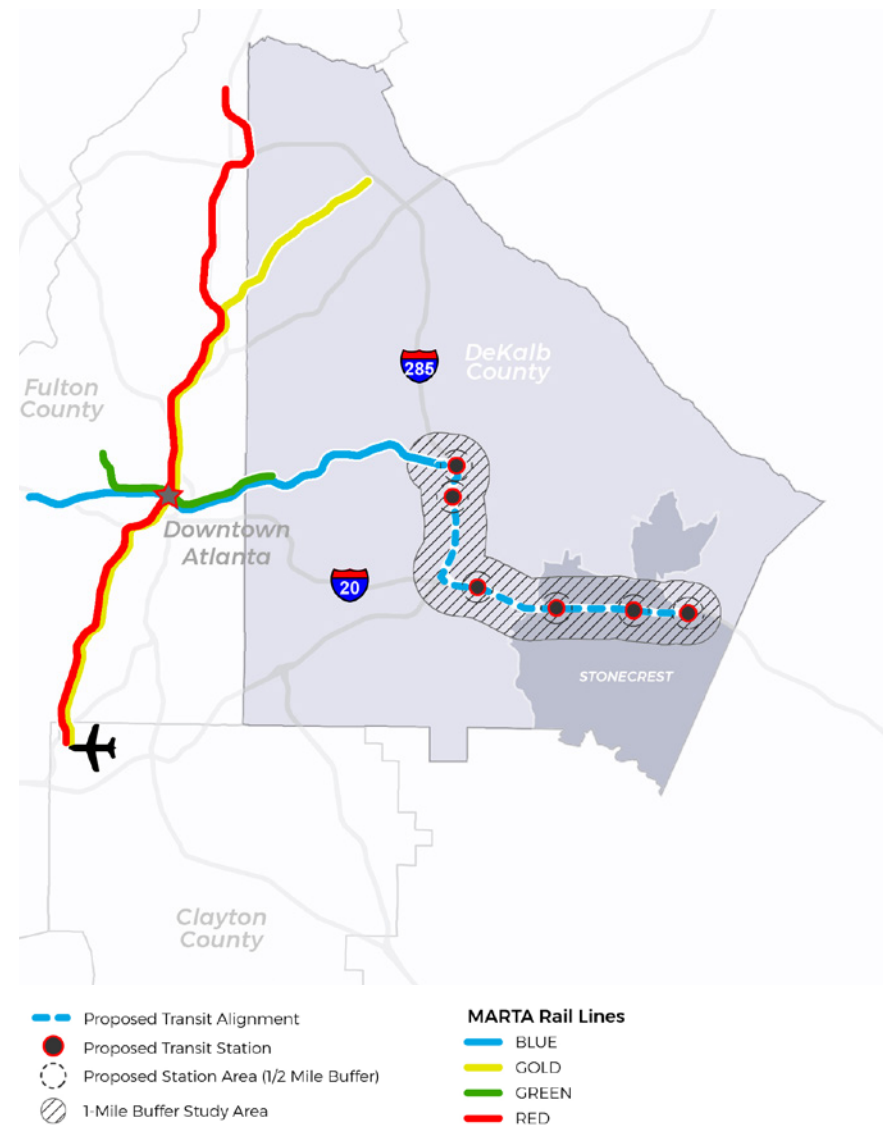 285
DeKalb
County
Fulton
County
Downtown
Atlanta
20
STONECREST
Clayton
County
Proposed Transit Alignment
Proposed Transit Station
Proposed Station Area (1/2 Mile Buffer)
1-Mile Buffer Study Area
MARTA Rail Lines
BLUE
GOLD
GREEN
RED